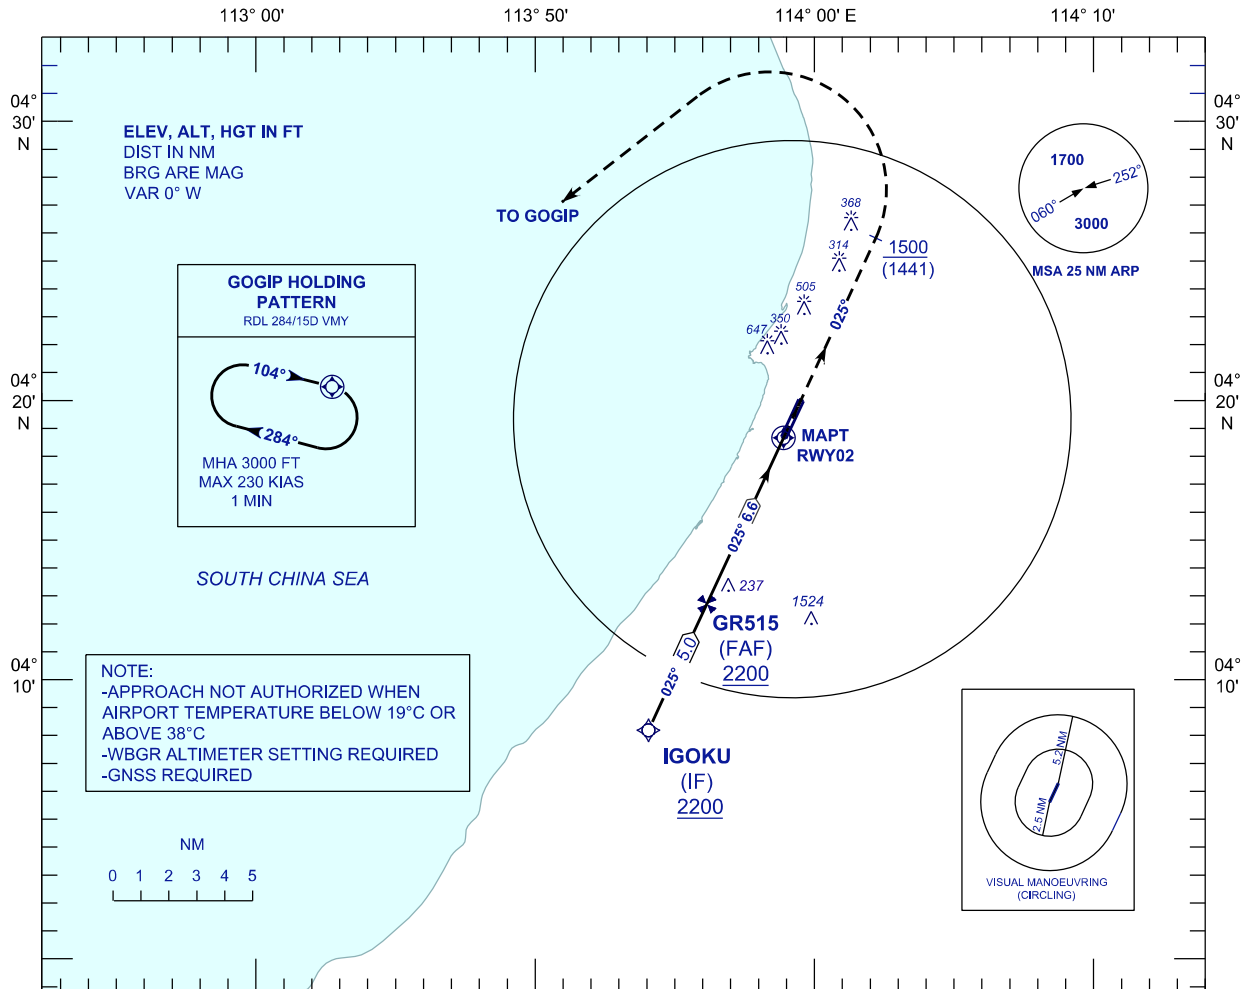 113° 00'
113° 50'
114° 00' E
114° 10'
04°
30'
N
04°
30'
N
ELEV, ALT, HGT IN FT
DIST IN NM
BRG ARE MAG
VAR 0° W
TO GOGIP
368
314
505
350
647
1500
(1441)
025°
1700
252°
060°
3000
MSA 25 NM ARP
GOGIP HOLDING
PATTERN
RDL 284/15D VMY
104°
284°
MHA 3000 FT
MAX 230 KIAS
1 MIN
04°
20'
N
04°
20'
N
MAPT
RWY02
025° 6.6
SOUTH CHINA SEA
237
1524
GR515
(FAF)
2200
025° 5.0
04°
10'
04°
10'
IGOKU
(IF)
2200
NOTE:
-APPROACH NOT AUTHORIZED WHEN
AIRPORT TEMPERATURE BELOW 19°C OR
ABOVE 38°C
-WBGR ALTIMETER SETTING REQUIRED
-GNSS REQUIRED
NM
0 1 2 3 4 5
5.2 NM
2.5 NM
VISUAL MANOEUVRING
(CIRCLING)